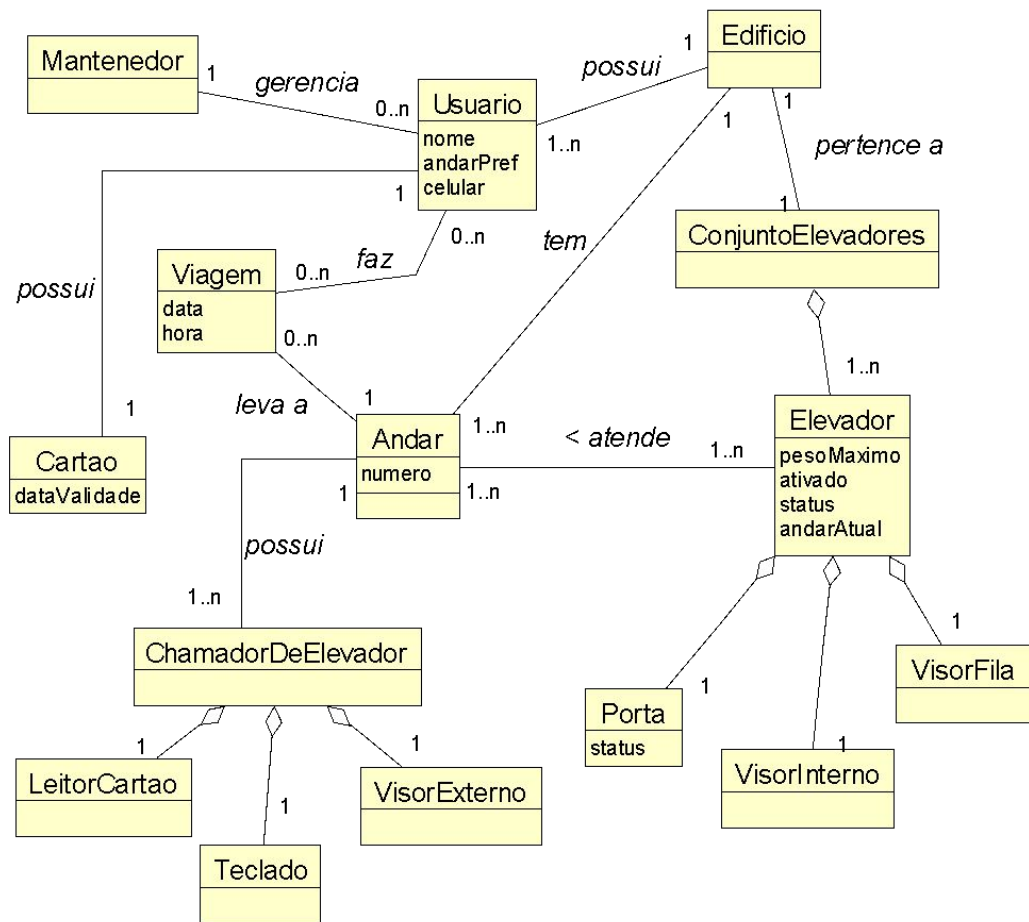 Edificio
1
possui
Mantenedor
1
gerencia
0..n
Usuario
nome
andarPref
celular
1..n
1
1
pertence a
1
1
ConjuntoElevadores
0..n
tem
faz
0..n
Viagem
data
hora
possui
0..n
1..n
leva a
1
1
Andar
numero
1..n
< atende
1..n
Elevador
pesoMaximo
ativado
status
andarAtual
Cartao
dataValidade
1
1..n
possui
1..n
ChamadorDeElevador
1
VisorFila
1
Porta
status
1
LeitorCartao
1
VisorExterno
1
VisorInterno
1
Teclado